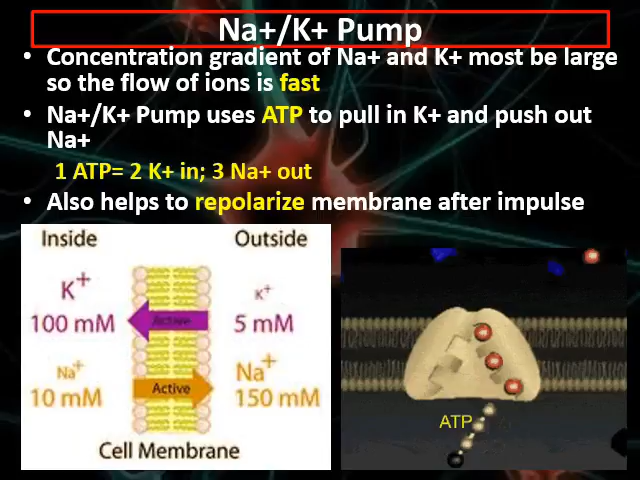 Na+/K+ Pump
• Concentration gradient of Na+ and K+ most be large
so the flow of ions is fast
• Na+/K+ Pump uses ATP to pull in K+ and push out
Na+
1 ATP= 2 K+ in; 3 Na+ out
• Also helps to repolarize membrane after impulse
Inside
Outside
K+
K+
100 mM
Active
5 mM
Na+
Na+
10 mM
Active
150 mM
Cell Membrane
ATP